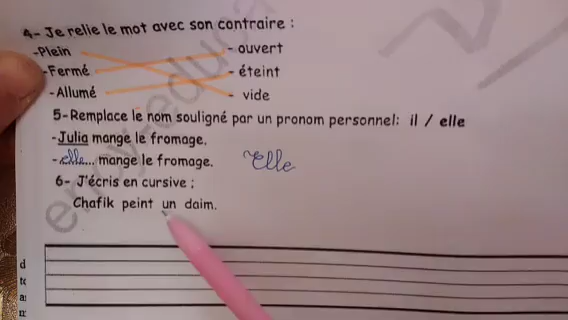 4- Je relie le mot avec son contraire :
-Plein - ouvert
-Fermé - éteint
-Allumé - vide
5-Remplace le nom souligné par un pronom personnel: il / elle
-Julia mange le fromage.
-elle... mange le fromage. Elle
6- J'écris en cursive ;
Chafik peint un daim.